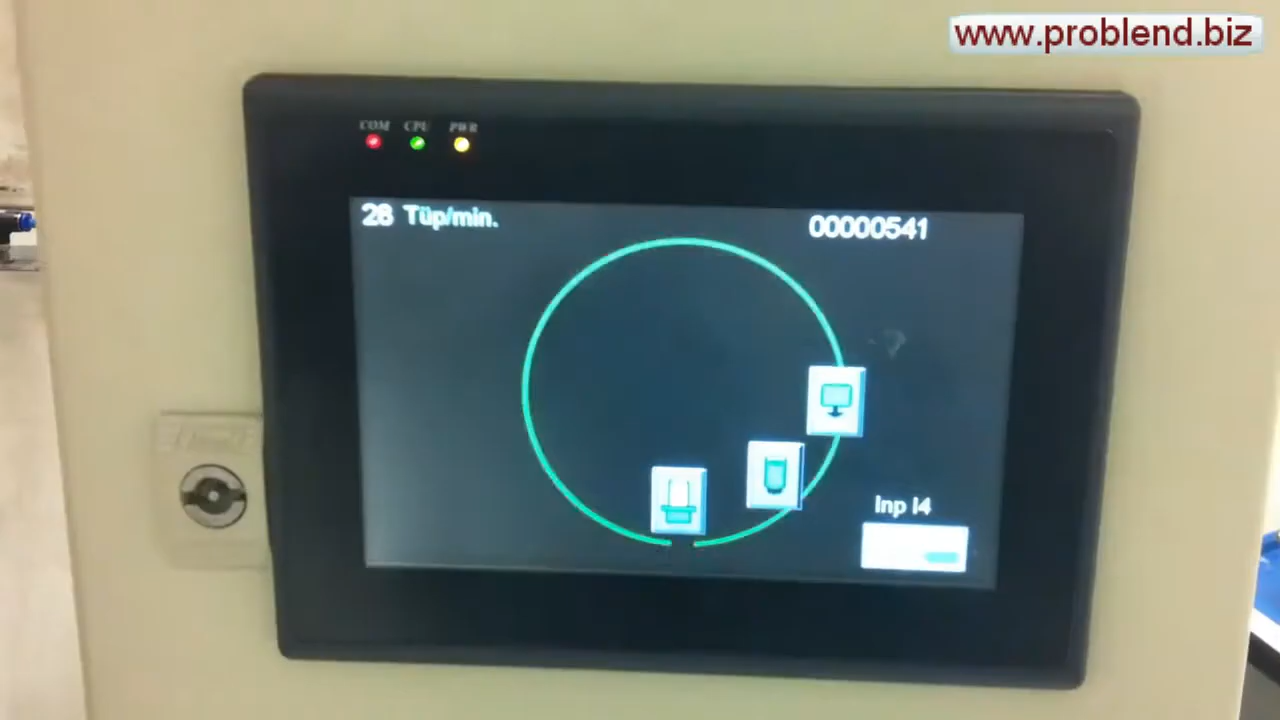 www.problend.biz
COM CPU PWR
28 Tüp/min.
00000541
Inp I4